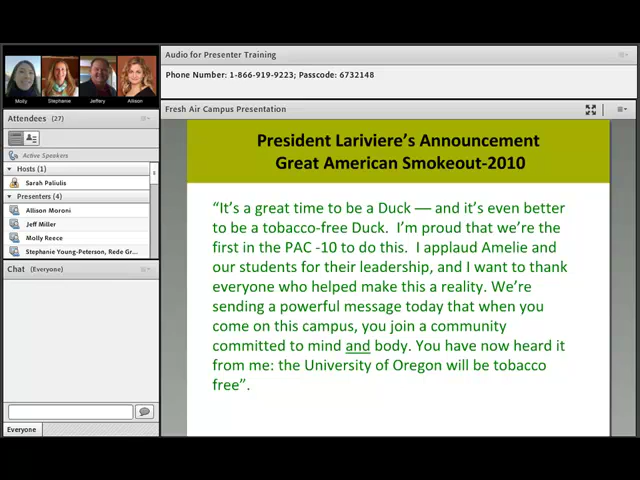 Molly Stephanie Jeffery Allison
Attendees (27)
Active Speakers
Hosts (1)
Sarah Paliulis
Presenters (4)
Allison Moroni
Jeff Miller
Molly Reece
Stephanie Young-Peterson, Rede Gr...
Chat (Everyone)
Everyone
Audio for Presenter Training
Phone Number: 1-866-919-9223; Passcode: 6732148
Fresh Air Campus Presentation
President Lariviere's Announcement
Great American Smokeout-2010
“It's a great time to be a Duck — and it's even better
to be a tobacco-free Duck. I'm proud that we're the
first in the PAC -10 to do this. I applaud Amelie and
our students for their leadership, and I want to thank
everyone who helped make this a reality. We're
sending a powerful message today that when you
come on this campus, you join a community
committed to mind and body. You have now heard it
from me: the University of Oregon will be tobacco
free”.